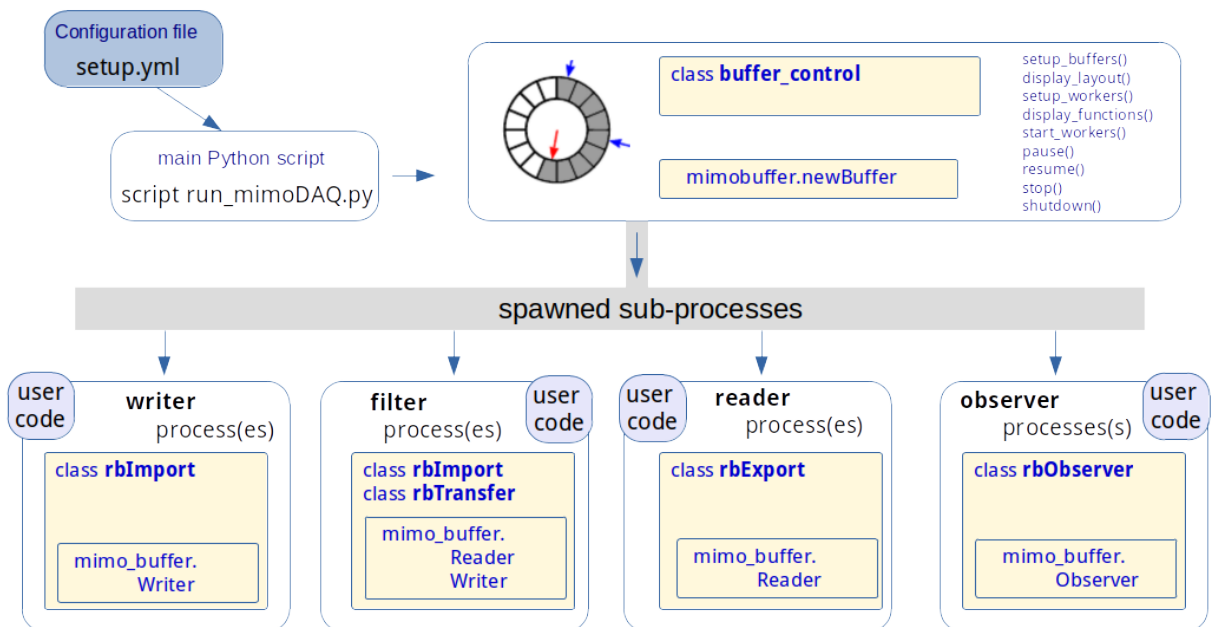 Configuration file
setup.yml
main Python script
script run_mimoDAQ.py
class buffer_control
mimobuffer.newBuffer
setup_buffers()
display_layout()
setup_workers()
display_functions()
start_workers()
pause()
resume()
stop()
shutdown()
spawned sub-processes
user
code
writer
process(es)
class rbImport
mimo_buffer.
Writer
user
code
filter
process(es)
class rbImport
class rbTransfer
mimo_buffer.
Reader
Writer
user
code
reader
process(es)
class rbExport
mimo_buffer.
Reader
user
code
observer
processes(s)
class rbObserver
mimo_buffer.
Observer